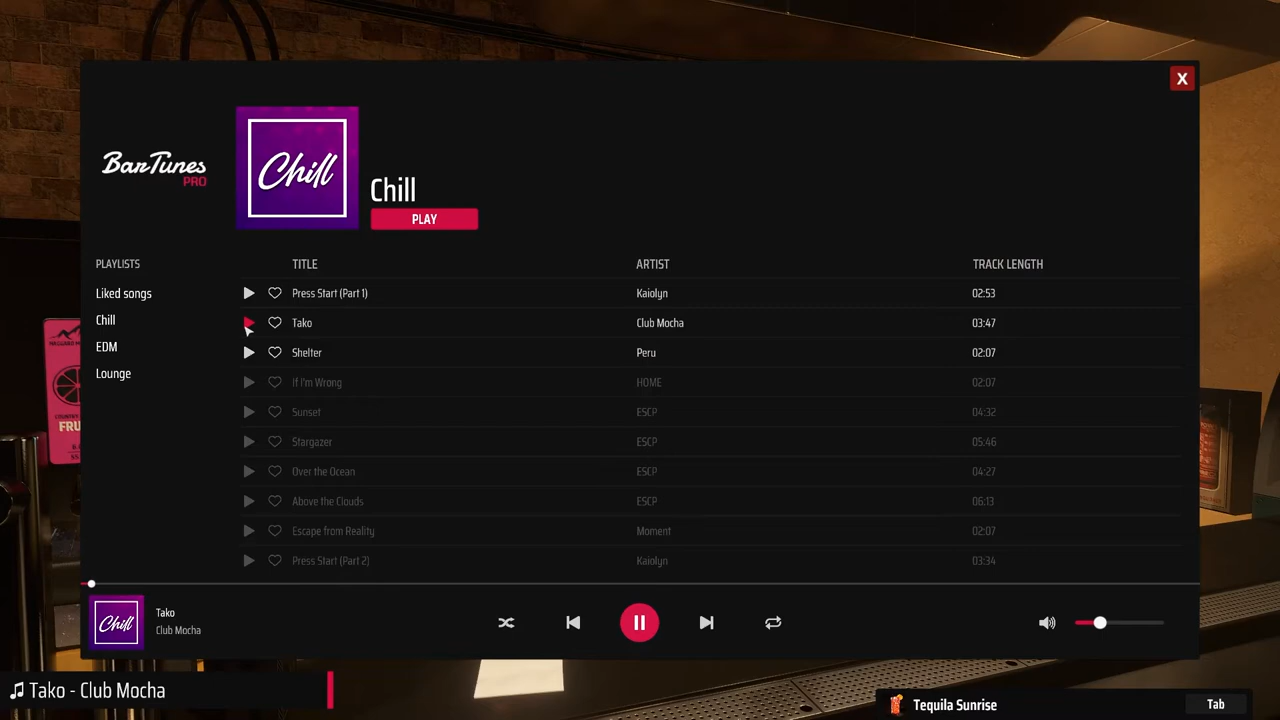 X
BarTunes
PRO
Chill
Chill
PLAY
PLAYLISTS
Liked songs
Chill
EDM
Lounge
TITLE ARTIST TRACK LENGTH
Press Start (Part 1) Kaiolyn 02:53
Tako Club Mocha 03:47
Shelter Peru 02:07
If I'm Wrong HOME 02:07
Sunset ESCP 04:32
Stargazer ESCP 05:46
Over the Ocean ESCP 04:27
Above the Clouds ESCP 06:13
Escape from Reality Moment 02:07
Press Start (Part 2) Kaiolyn 03:34
Chill
Tako
Club Mocha
Tako - Club Mocha
Tequila Sunrise Tab